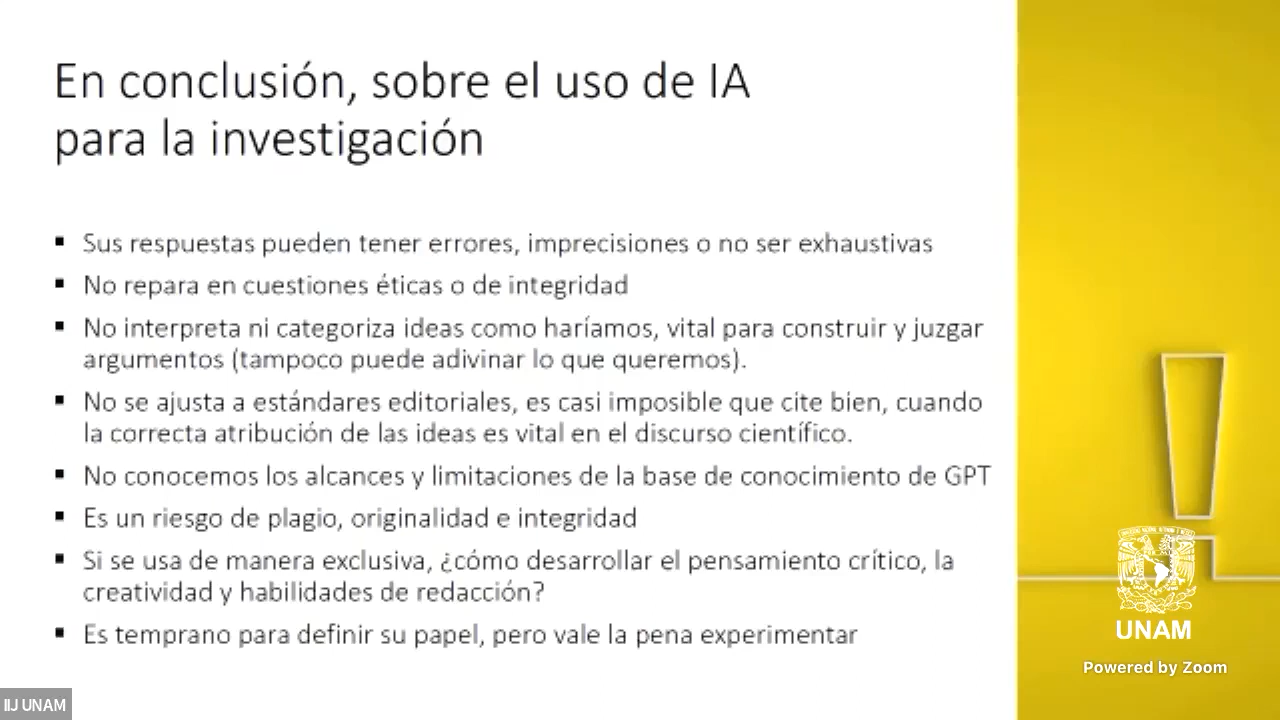 En conclusión, sobre el uso de IA
para la investigación
▪ Sus respuestas pueden tener errores, imprecisiones o no ser exhaustivas
▪ No repara en cuestiones éticas o de integridad
▪ No interpreta ni categoriza ideas como haríamos, vital para construir y juzgar
argumentos (tampoco puede adivinar lo que queremos).
▪ No se ajusta a estándares editoriales, es casi imposible que cite bien, cuando
la correcta atribución de las ideas es vital en el discurso científico.
▪ No conocemos los alcances y limitaciones de la base de conocimiento de GPT
▪ Es un riesgo de plagio, originalidad e integridad
▪ Si se usa de manera exclusiva, ¿cómo desarrollar el pensamiento crítico, la
creatividad y habilidades de redacción?
▪ Es temprano para definir su papel, pero vale la pena experimentar
UNAM
Powered by Zoom
IIJ UNAM